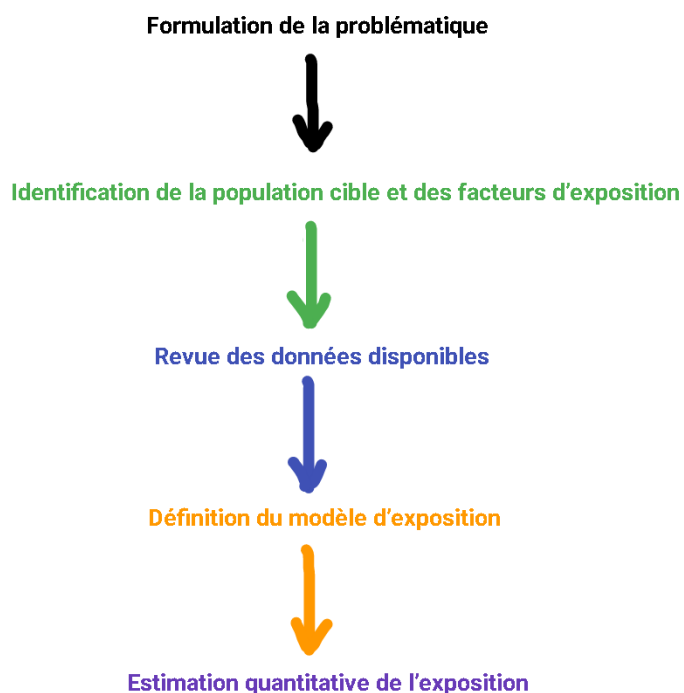 Formulation de la problématique
Identification de la population cible et des facteurs d'exposition
Revue des données disponibles
Définition du modèle d'exposition
Estimation quantitative de l'exposition